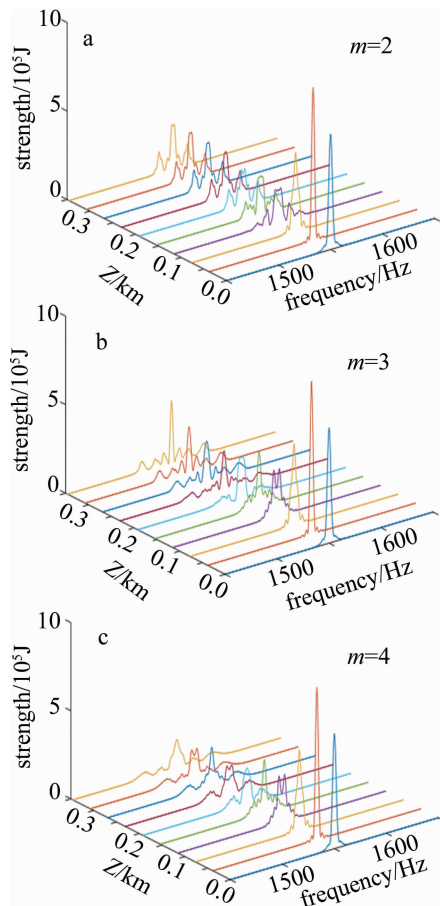 10
a
m=2
strength/10⁵J
5
0
0.3
0.2
0.1
0.0
Z/km
1500
1600
frequency/Hz
10
b
m=3
strength/10⁵J
5
0
0.3
0.2
0.1
0.0
Z/km
1500
1600
frequency/Hz
10
c
m=4
strength/10⁵J
5
0
0.3
0.2
0.1
0.0
Z/km
1500
1600
frequency/Hz